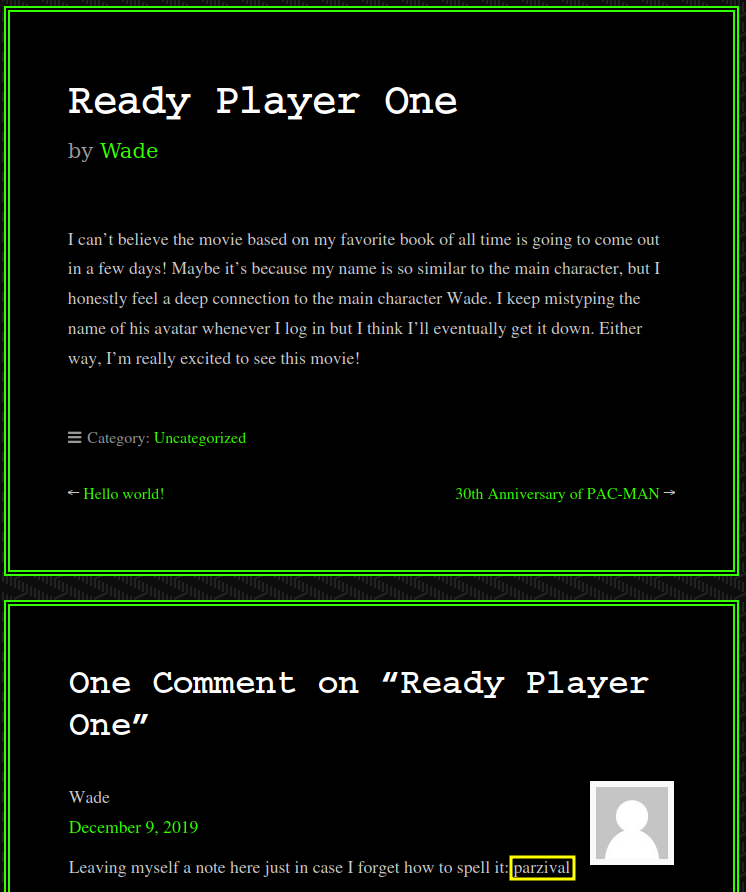 Ready Player One
by Wade
I can’t believe the movie based on my favorite book of all time is going to come out
in a few days! Maybe it’s because my name is so similar to the main character, but I
honestly feel a deep connection to the main character Wade. I keep mistyping the
name of his avatar whenever I log in but I think I’ll eventually get it down. Either
way, I’m really excited to see this movie!
Category: Uncategorized
← Hello world!
30th Anniversary of PAC-MAN →
One Comment on “Ready Player
One”
Wade
December 9, 2019
Leaving myself a note here just in case I forget how to spell it: parzival